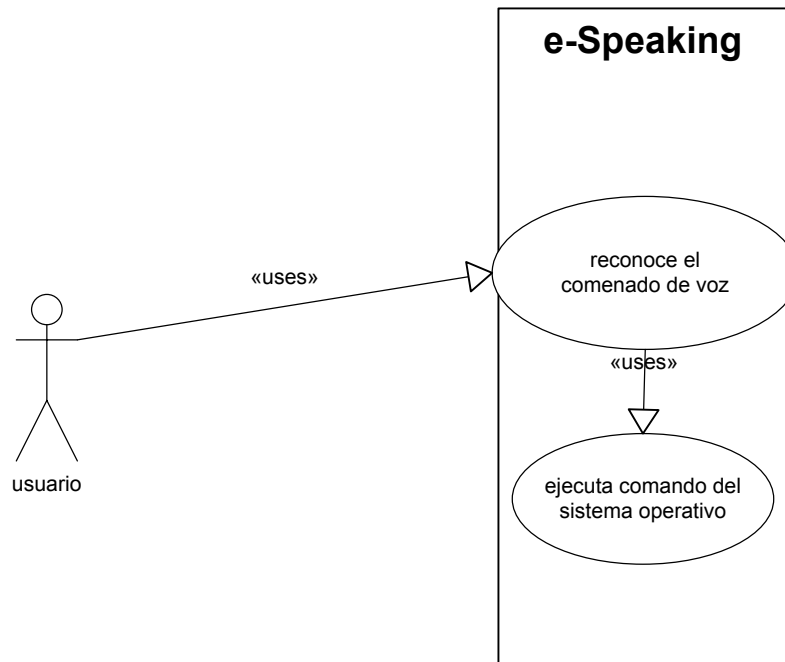 e-Speaking
reconoce el
comenado de voz
«uses»
«uses»
usuario
ejecuta comando del
sistema operativo